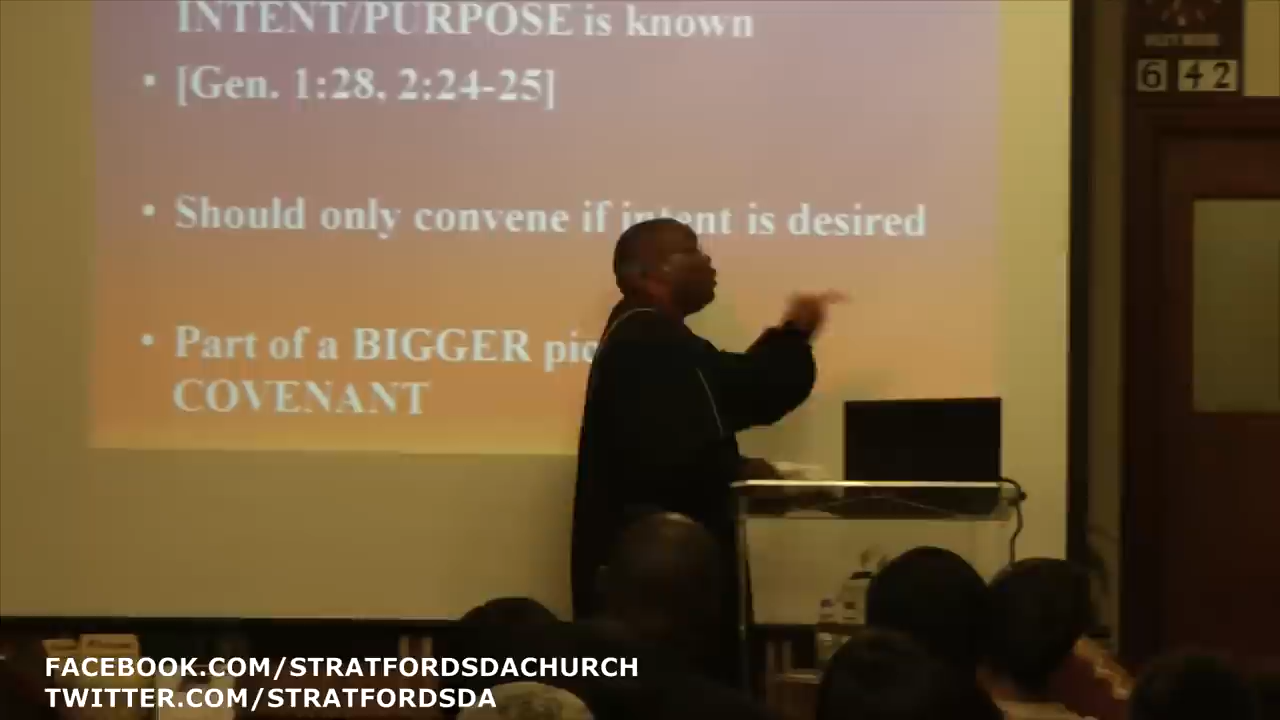 INTENT/PURPOSE is known
• [Gen. 1:28, 2:24-25]
• Should only convene if intent is desired
• Part of a BIGGER pic
COVENANT
6 42
FACEBOOK.COM/STRATFORDSDACHURCH
TWITTER.COM/STRATFORDSDA